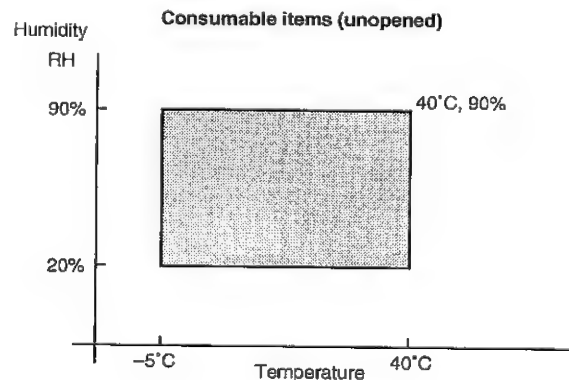 Consumable items (unopened)
Humidity
RH
90%
40°C, 90%
20%
–5°C
Temperature
40°C